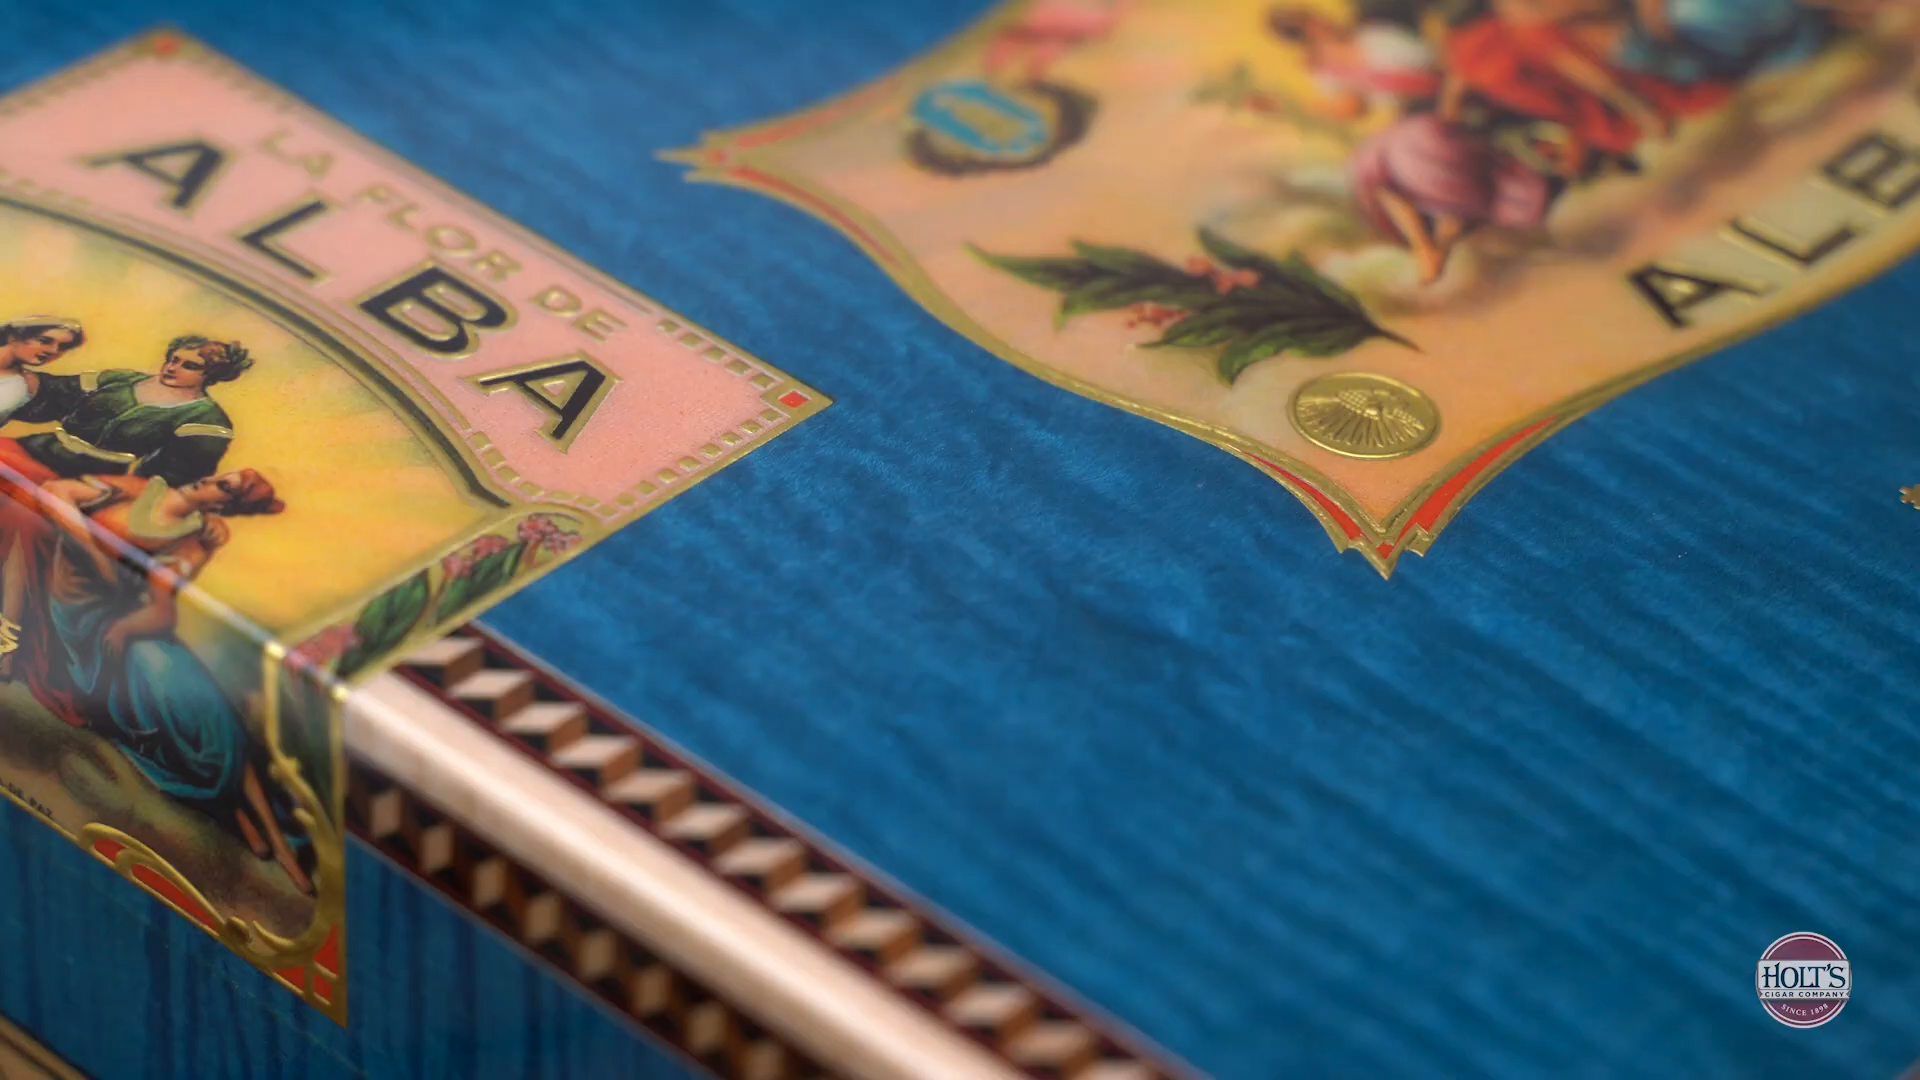 LA FLOR DE
ALBA
ALB
HOLT'S
CIGAR COMPANY
SINCE 1898